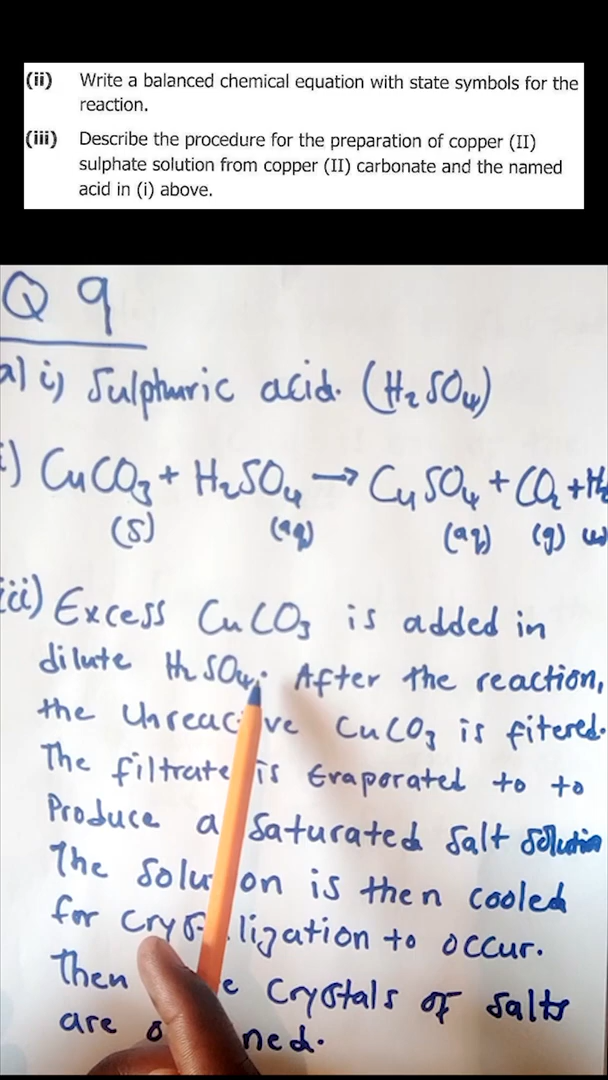 (ii) Write a balanced chemical equation with state symbols for the
reaction.
(iii) Describe the procedure for the preparation of copper (II)
sulphate solution from copper (II) carbonate and the named
acid in (i) above.
Q 9
a) i) Sulphuric acid. (H₂SO₄)
i) CuCO₃ + H₂SO₄ → CuSO₄ + CO₂ + H₂
(s) (aq) (aq) (g)
iii) Excess CuCO₃ is added in
dilute H₂SO₄. After the reaction,
the CuCO₃ is fitered.
The filtrate is Evaporated to to
Produce a Saturated Salt Solution
The is then cooled
for to occur.
Then Crystals of salts
are